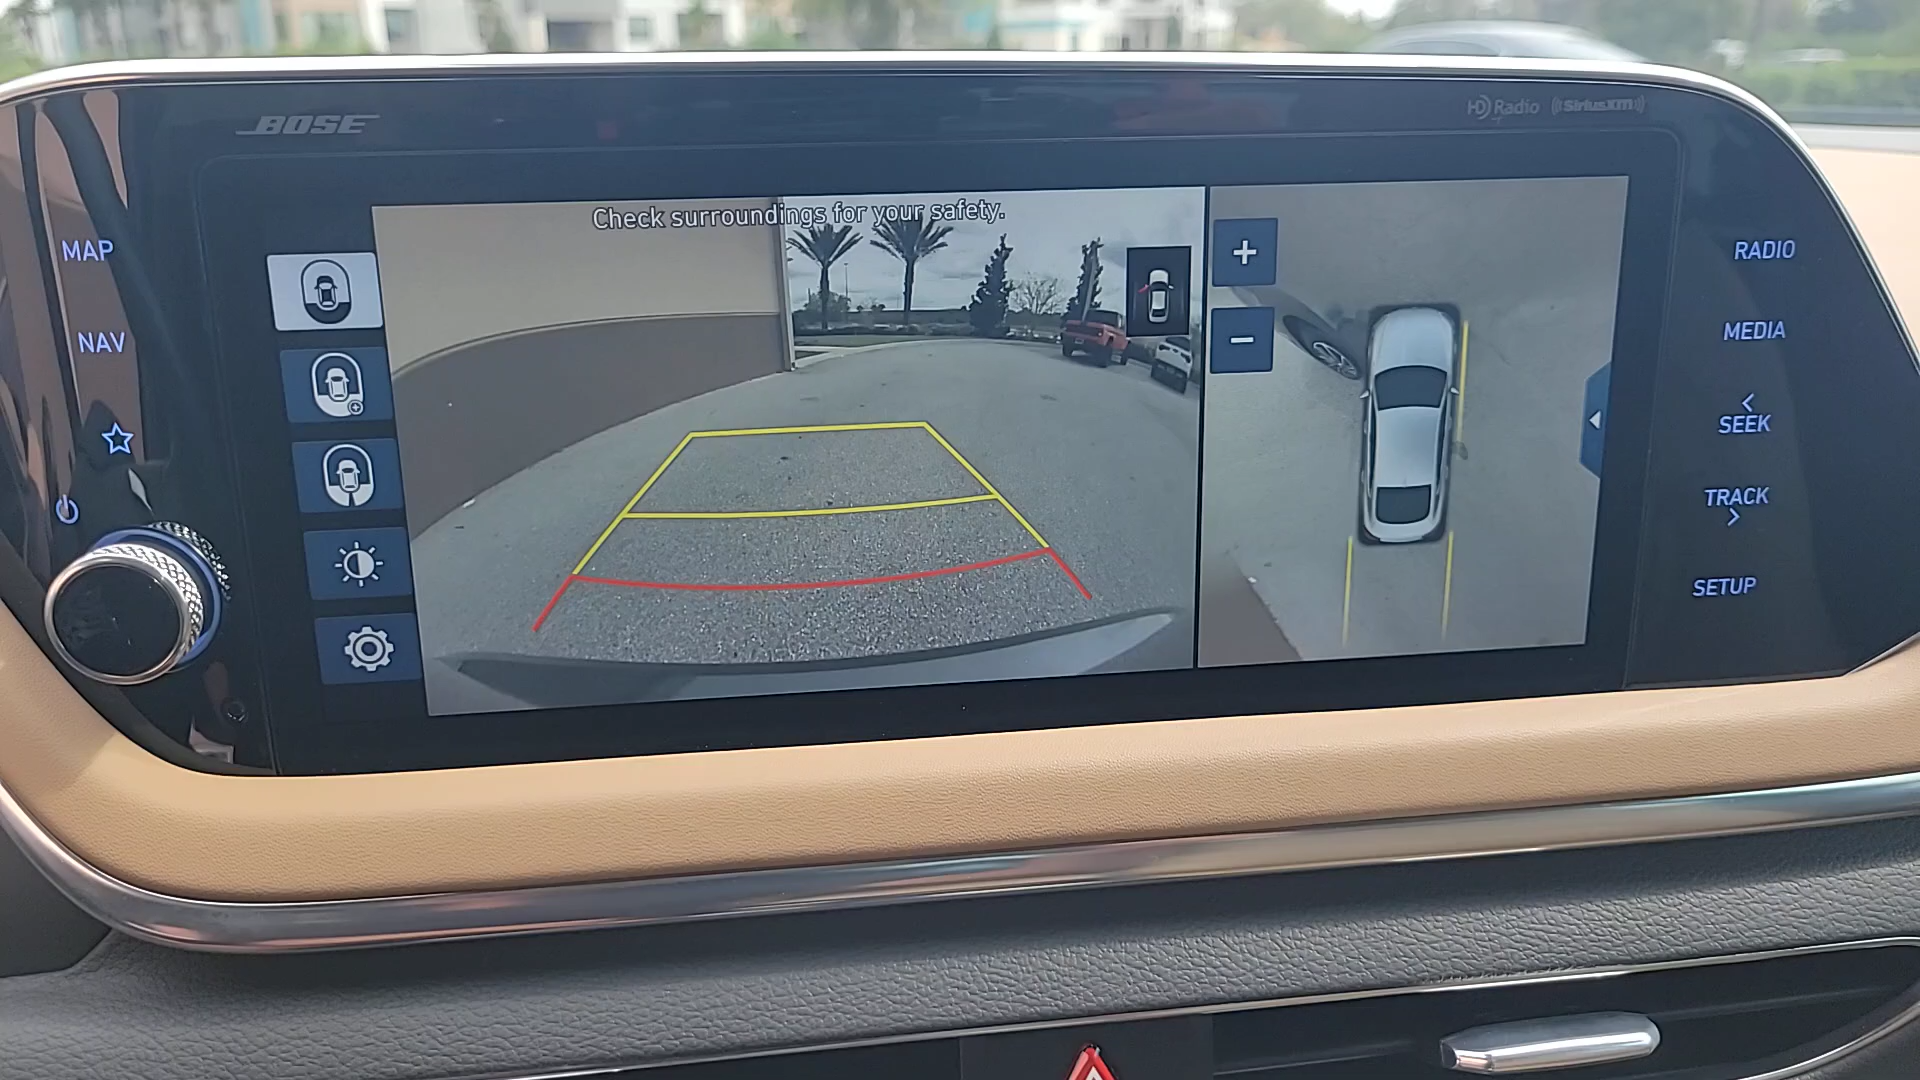 BOSE
HD Radio
SiriusXM
Check surroundings for your safety.
MAP
NAV
+
−
RADIO
MEDIA
<
SEEK
TRACK
>
SETUP